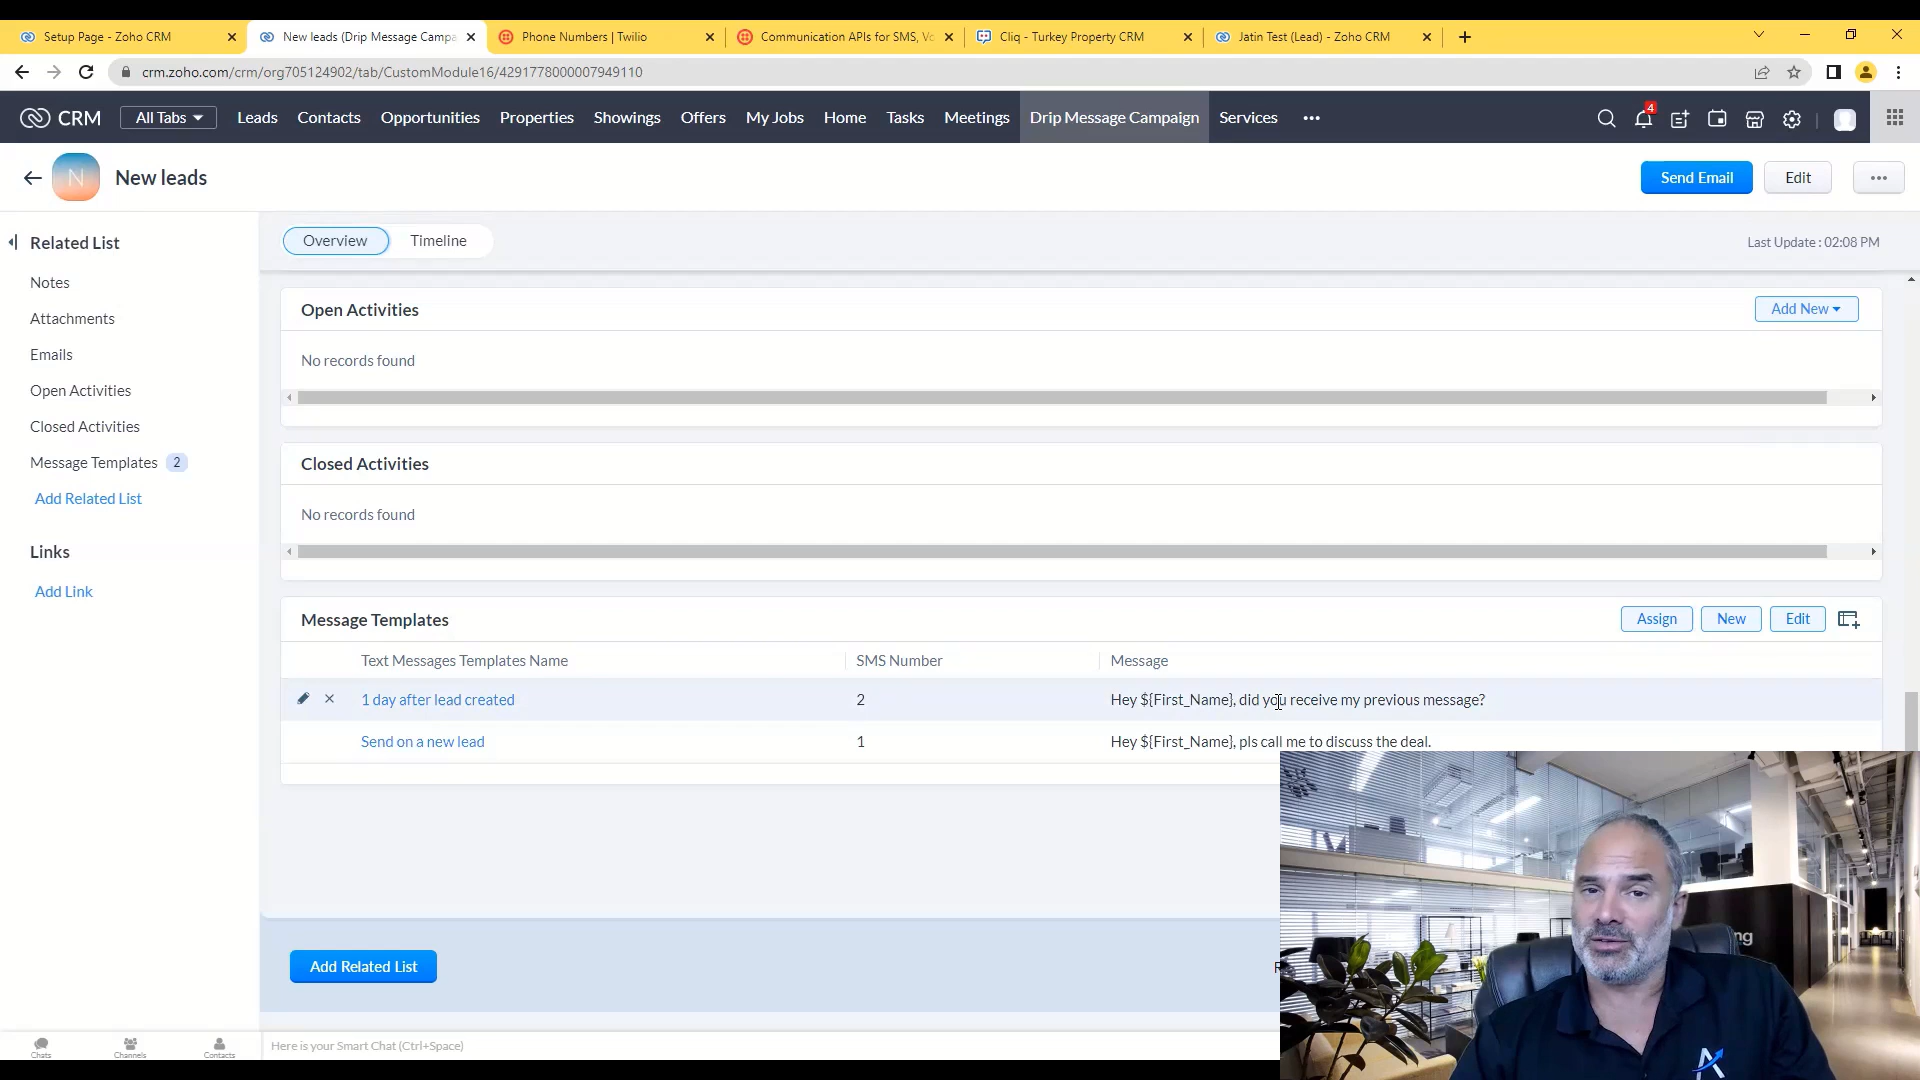 Setup Page - Zoho CRM
New leads (Drip Message Campa
Phone Numbers | Twilio
Communication APIs for SMS, Vo
Cliq - Turkey Property CRM
Jatin Test (Lead) - Zoho CRM
crm.zoho.com/crm/org705124902/tab/CustomModule16/4291778000007949110
CRM
All Tabs
Leads
Contacts
Opportunities
Properties
Showings
Offers
My Jobs
Home
Tasks
Meetings
Drip Message Campaign
Services
4
N
New leads
Send Email
Edit
Related List
Overview
Timeline
Last Update : 02:08 PM
Notes
Attachments
Emails
Open Activities
Closed Activities
Message Templates 2
Add Related List
Links
Add Link
Open Activities
Add New
No records found
Closed Activities
No records found
Message Templates
Assign
New
Edit
Text Messages Templates Name
SMS Number
Message
1 day after lead created
2
Hey ${First_Name}, did you receive my previous message?
Send on a new lead
1
Hey ${First_Name}, pls call me to discuss the deal.
Add Related List
Chats
Channels
Contacts
Here is your Smart Chat (Ctrl+Space)